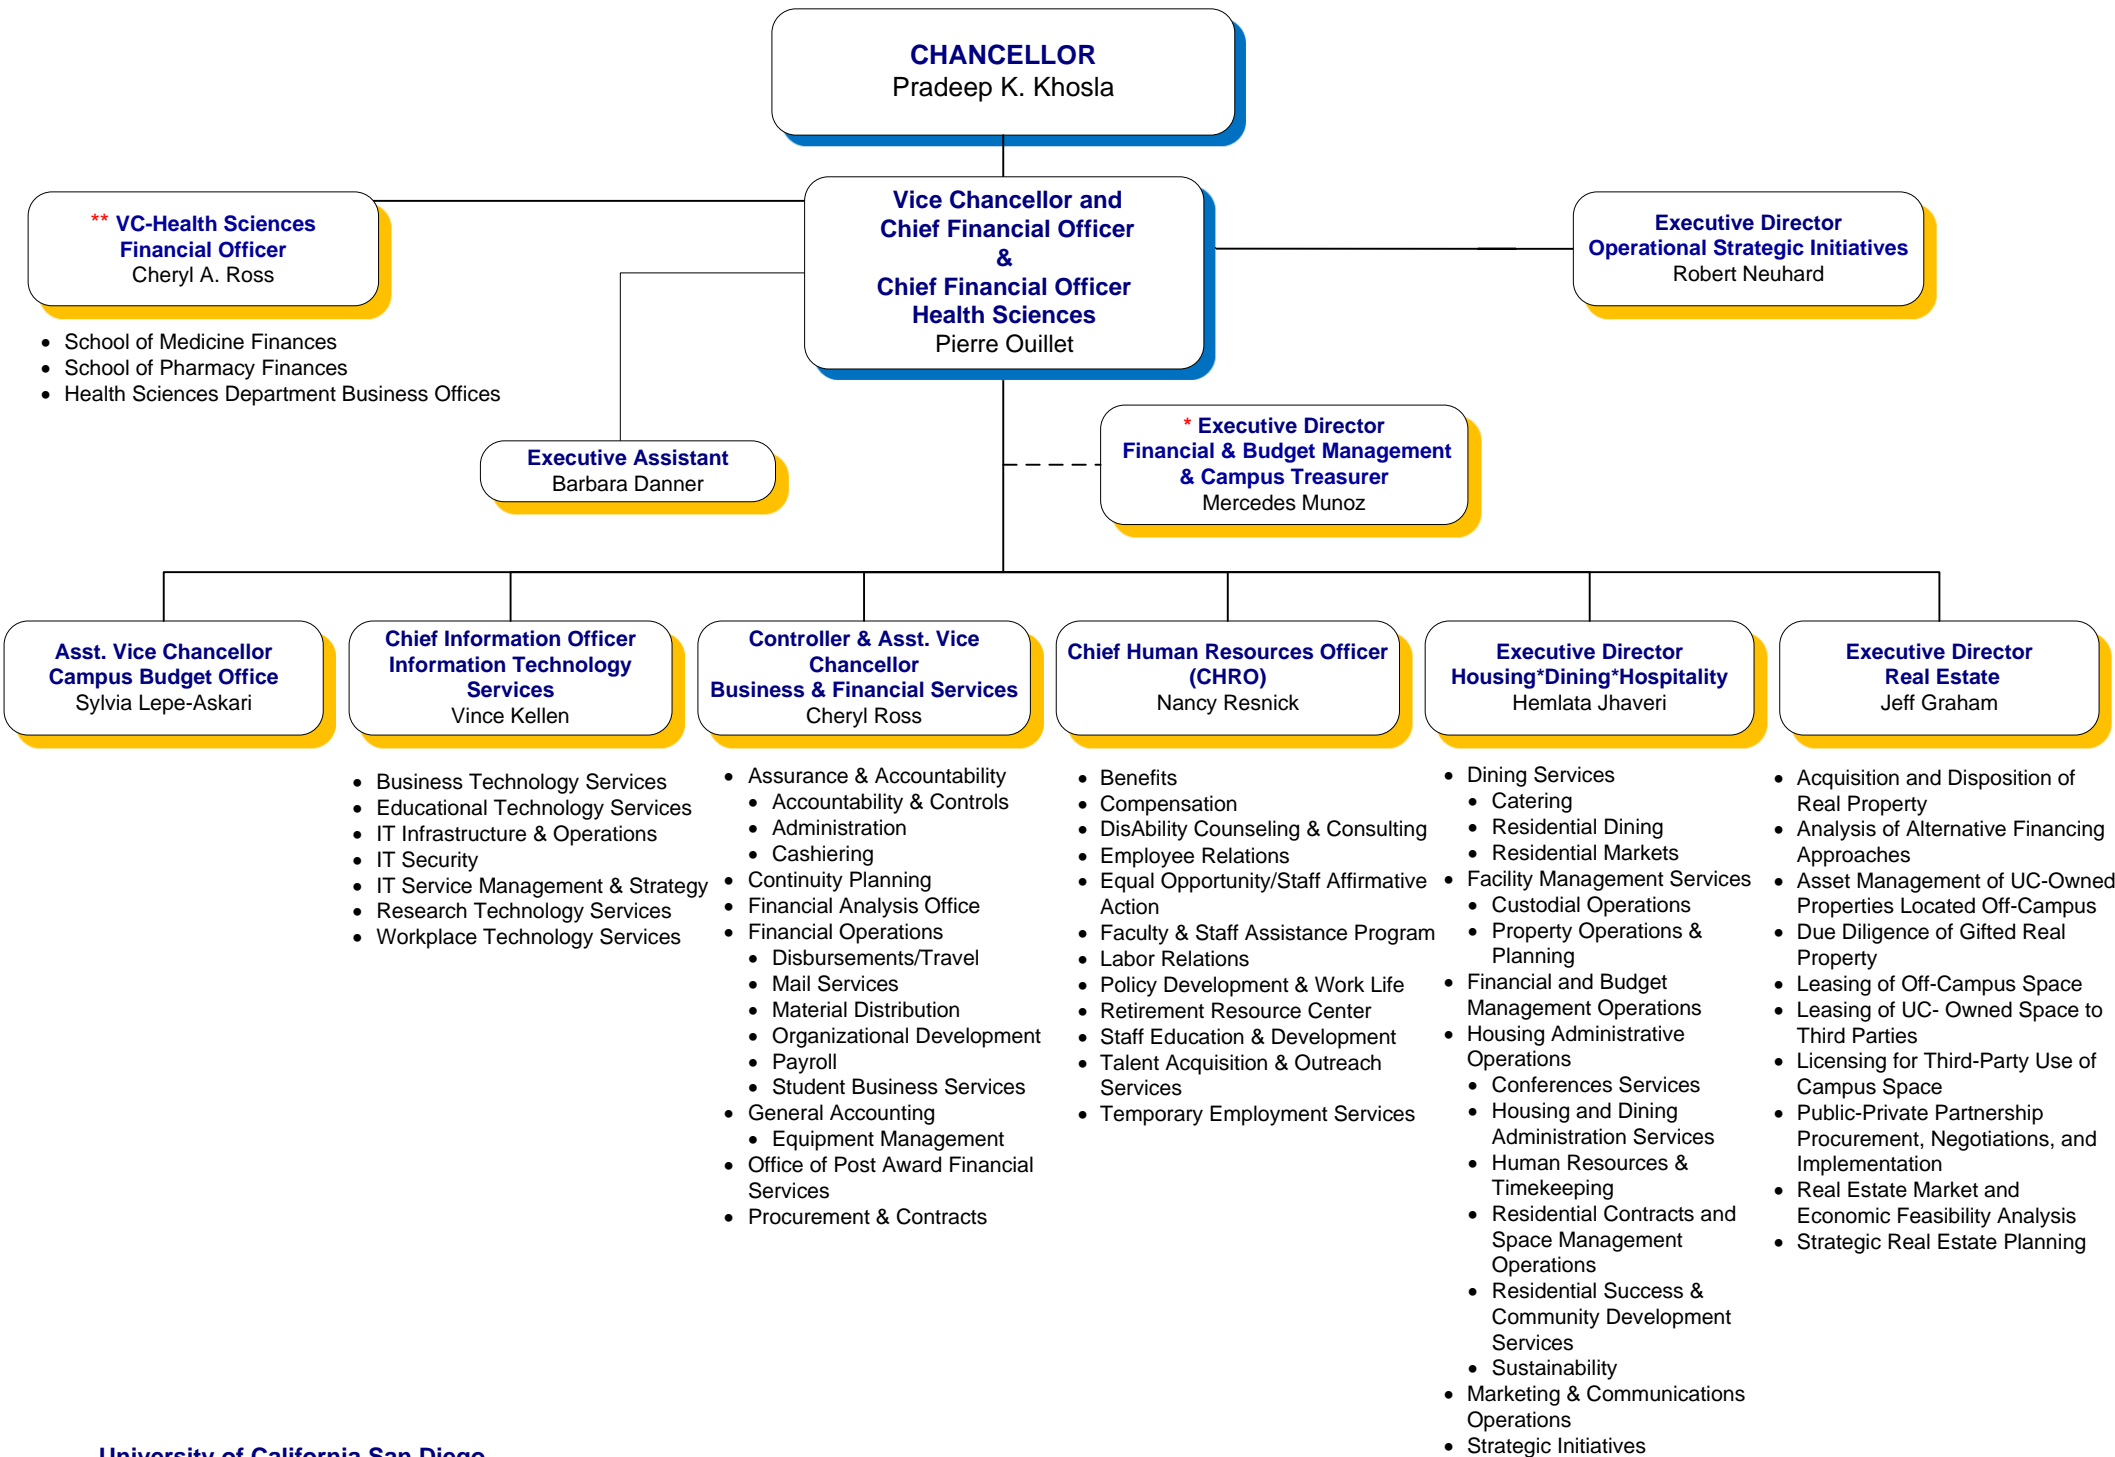 CHANCELLOR
Pradeep K. Khosla
** VC-Health Sciences
Financial Officer
Cheryl A. Ross
• School of Medicine Finances
• School of Pharmacy Finances
• Health Sciences Department Business Offices
Vice Chancellor and
Chief Financial Officer
&
Chief Financial Officer
Health Sciences
Pierre Ouillet
Executive Director
Operational Strategic Initiatives
Robert Neuhard
Executive Assistant
Barbara Danner
* Executive Director
Financial & Budget Management
& Campus Treasurer
Mercedes Munoz
Asst. Vice Chancellor
Campus Budget Office
Sylvia Lepe-Askari
Chief Information Officer
Information Technology
Services
Vince Kellen
• Business Technology Services
• Educational Technology Services
• IT Infrastructure & Operations
• IT Security
• IT Service Management & Strategy
• Research Technology Services
• Workplace Technology Services
Controller & Asst. Vice
Chancellor
Business & Financial Services
Cheryl Ross
• Assurance & Accountability
• Accountability & Controls
• Administration
• Cashiering
• Continuity Planning
• Financial Analysis Office
• Financial Operations
• Disbursements/Travel
• Mail Services
• Material Distribution
• Organizational Development
• Payroll
• Student Business Services
• General Accounting
• Equipment Management
• Office of Post Award Financial
Services
• Procurement & Contracts
Chief Human Resources Officer
(CHRO)
Nancy Resnick
• Benefits
• Compensation
• DisAbility Counseling & Consulting
• Employee Relations
• Equal Opportunity/Staff Affirmative
Action
• Faculty & Staff Assistance Program
• Labor Relations
• Policy Development & Work Life
• Retirement Resource Center
• Staff Education & Development
• Talent Acquisition & Outreach
Services
• Temporary Employment Services
Executive Director
Housing*Dining*Hospitality
Hemlata Jhaveri
• Dining Services
• Catering
• Residential Dining
• Residential Markets
• Facility Management Services
• Custodial Operations
• Property Operations &
Planning
• Financial and Budget
Management Operations
• Housing Administrative
Operations
• Conferences Services
• Housing and Dining
Administration Services
• Human Resources &
Timekeeping
• Residential Contracts and
Space Management
Operations
• Residential Success &
Community Development
Services
• Sustainability
• Marketing & Communications
Operations
• Strategic Initiatives
Executive Director
Real Estate
Jeff Graham
• Acquisition and Disposition of
Real Property
• Analysis of Alternative Financing
Approaches
• Asset Management of UC-Owned
Properties Located Off-Campus
• Due Diligence of Gifted Real
Property
• Leasing of Off-Campus Space
• Leasing of UC- Owned Space to
Third Parties
• Licensing for Third-Party Use of
Campus Space
• Public-Private Partnership
Procurement, Negotiations, and
Implementation
• Real Estate Market and
Economic Feasibility Analysis
• Strategic Real Estate Planning
University of California San Diego